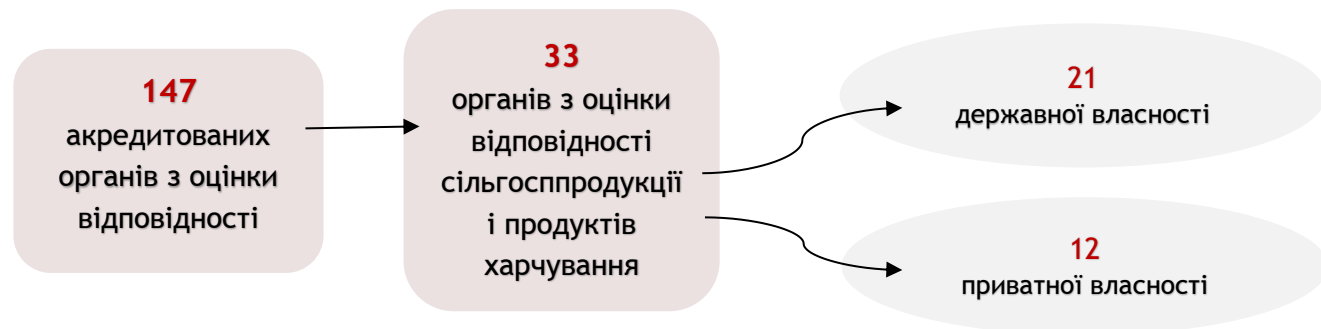 147
акредитованих
органів з оцінки
відповідності
33
органів з оцінки
відповідності
сільгосппродукції
і продуктів
харчування
21
державної власності
12
приватної власності